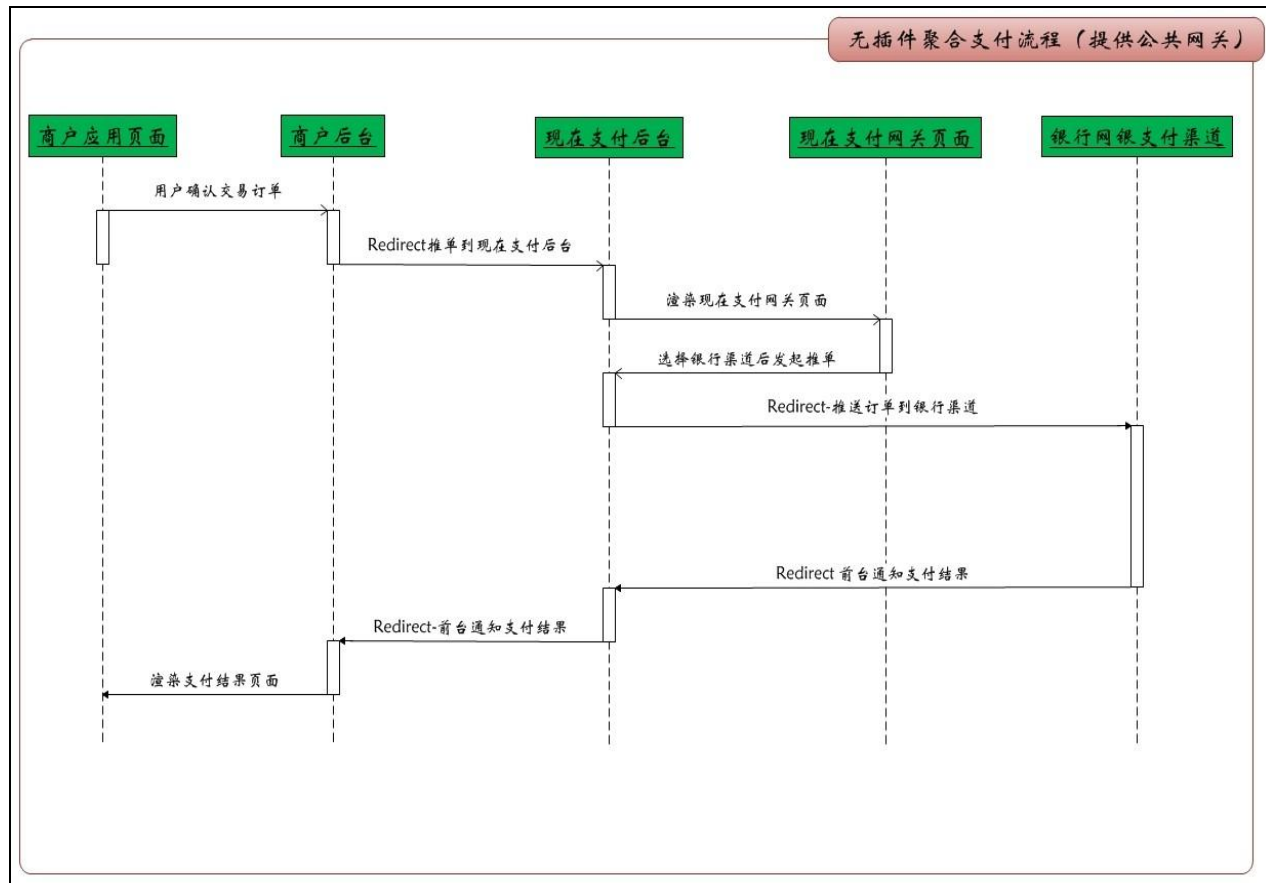 无插件聚合支付流程（提供公共网关）
商户应用页面
商户后台
现在支付后台
现在支付网关页面
银行网银支付渠道
用户确认交易订单
Redirect推单到现在支付后台
渲染现在支付网关页面
选择银行渠道后发起推单
Redirect-推送订单到银行渠道
Redirect 前台通知支付结果
Redirect-前台通知支付结果
渲染支付结果页面